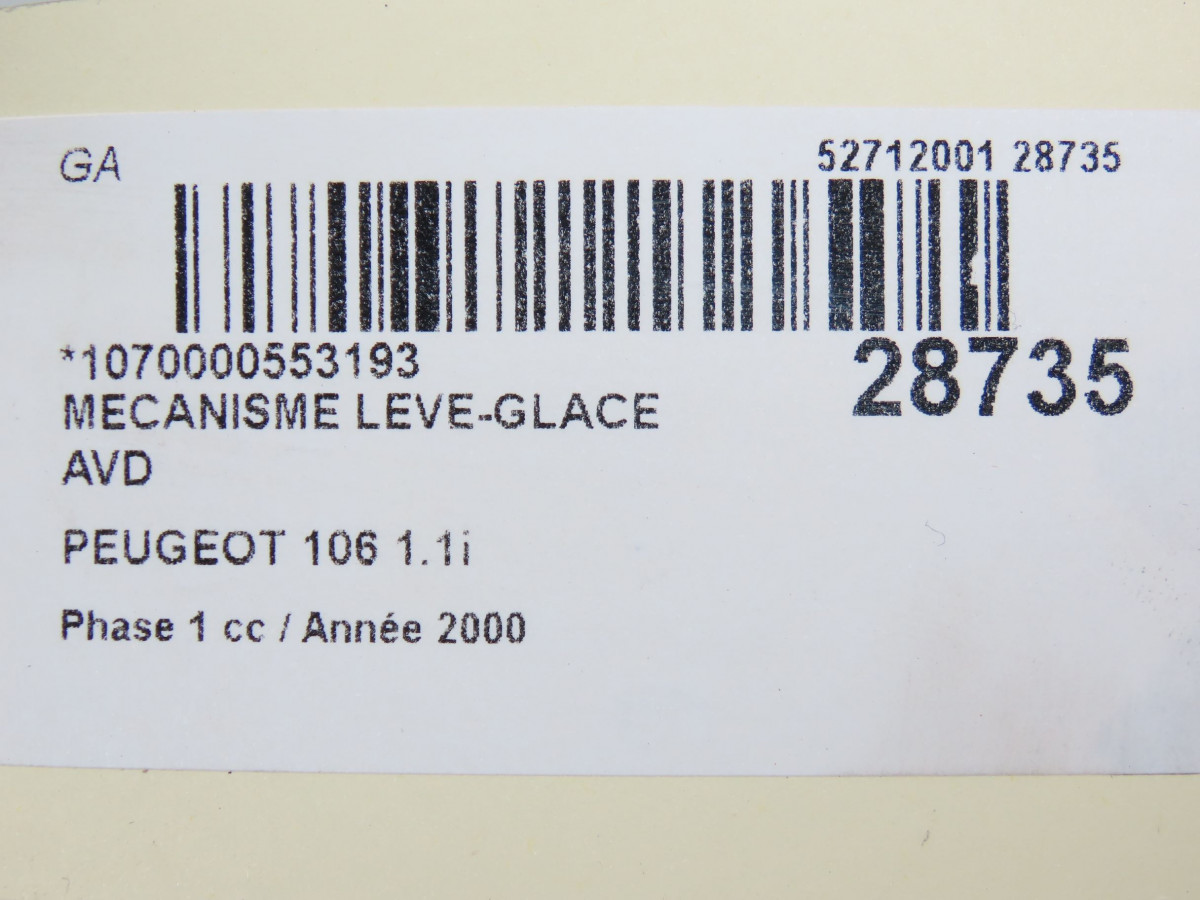 GA
52712001 28735
*1070000553193
28735
MECANISME LEVE-GLACE
AVD
PEUGEOT 106 1.1i
Phase 1 cc / Année 2000